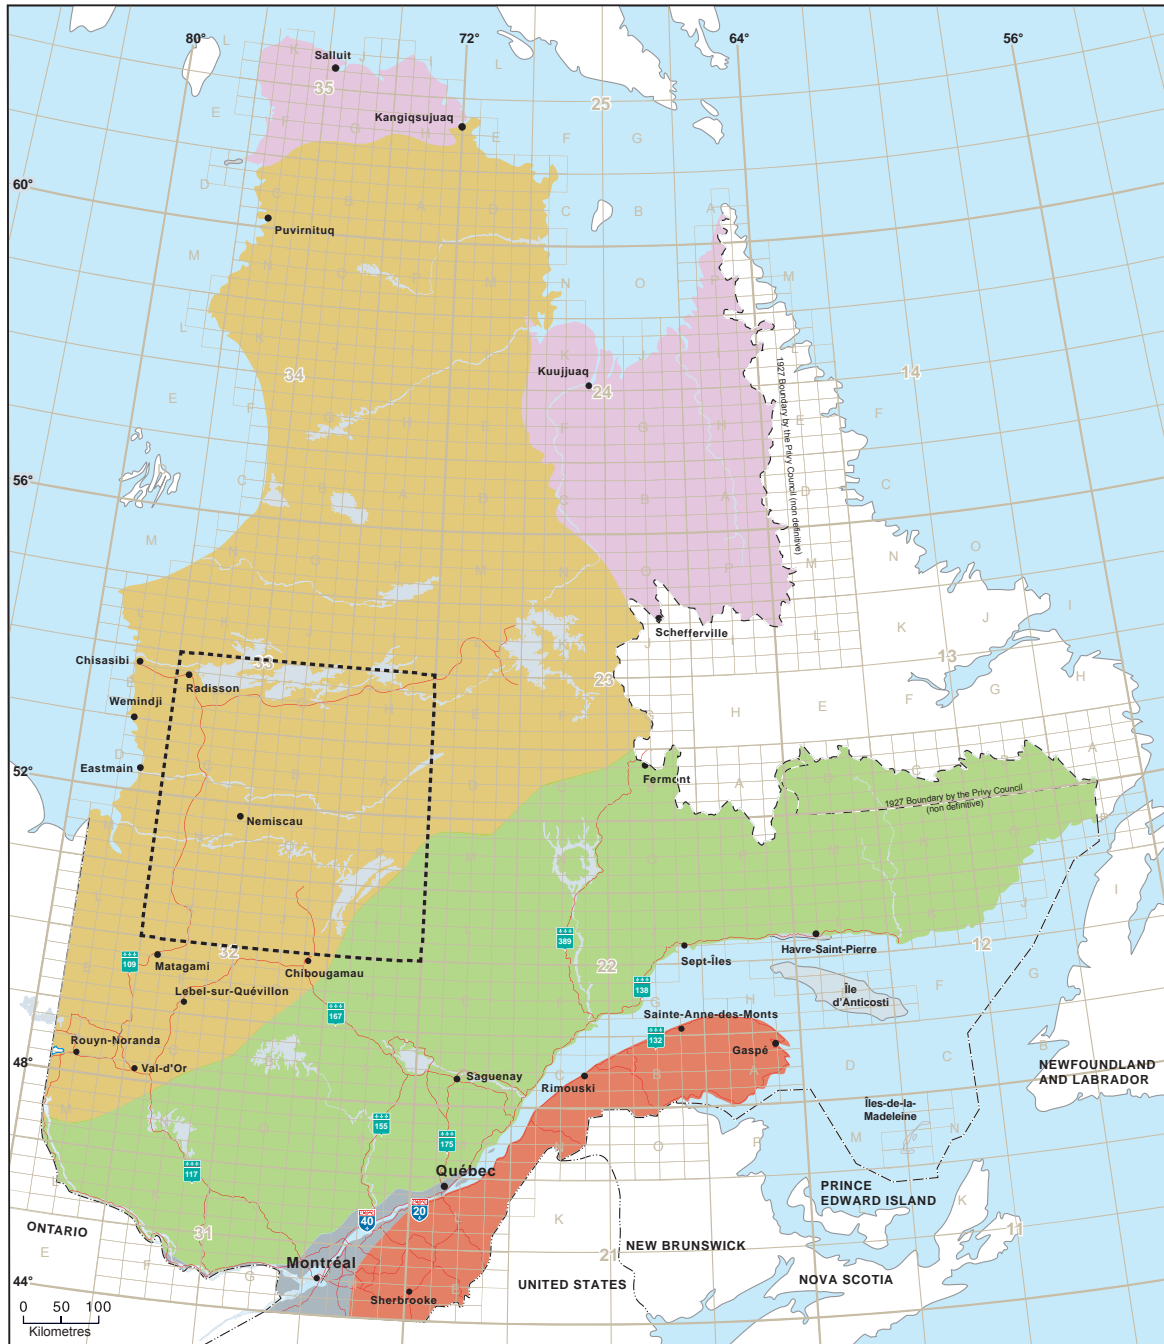 80°
72°
64°
56°
Salluit
35
25
Kangiqsujuaq
60°
Puvirnituq
34
Kuujjuaq
24
14
1927 Boundary by the Privy Council (non definitive)
56°
Schefferville
Chisasibi
33
13
Radisson
23
Wemindji
Eastmain
52°
Fermont
1927 Boundary by the Privy Council
(non definitive)
Nemiscau
32
109
Matagami
Chibougamau
389
22
Sept-Îles
Havre-Saint-Pierre
12
Lebel-sur-Quévillon
138
Île
d'Anticosti
167
Sainte-Anne-des-Monts
Rouyn-Noranda
132
Gaspé
48°
Val-d'Or
Saguenay
Rimouski
NEWFOUNDLAND
AND LABRADOR
Îles-de-la-
Madeleine
155
175
117
Québec
PRINCE
EDWARD ISLAND
40
20
ONTARIO
31
21
11
NEW BRUNSWICK
Montréal
NOVA SCOTIA
UNITED STATES
44°
Sherbrooke
0 50 100
Kilometres